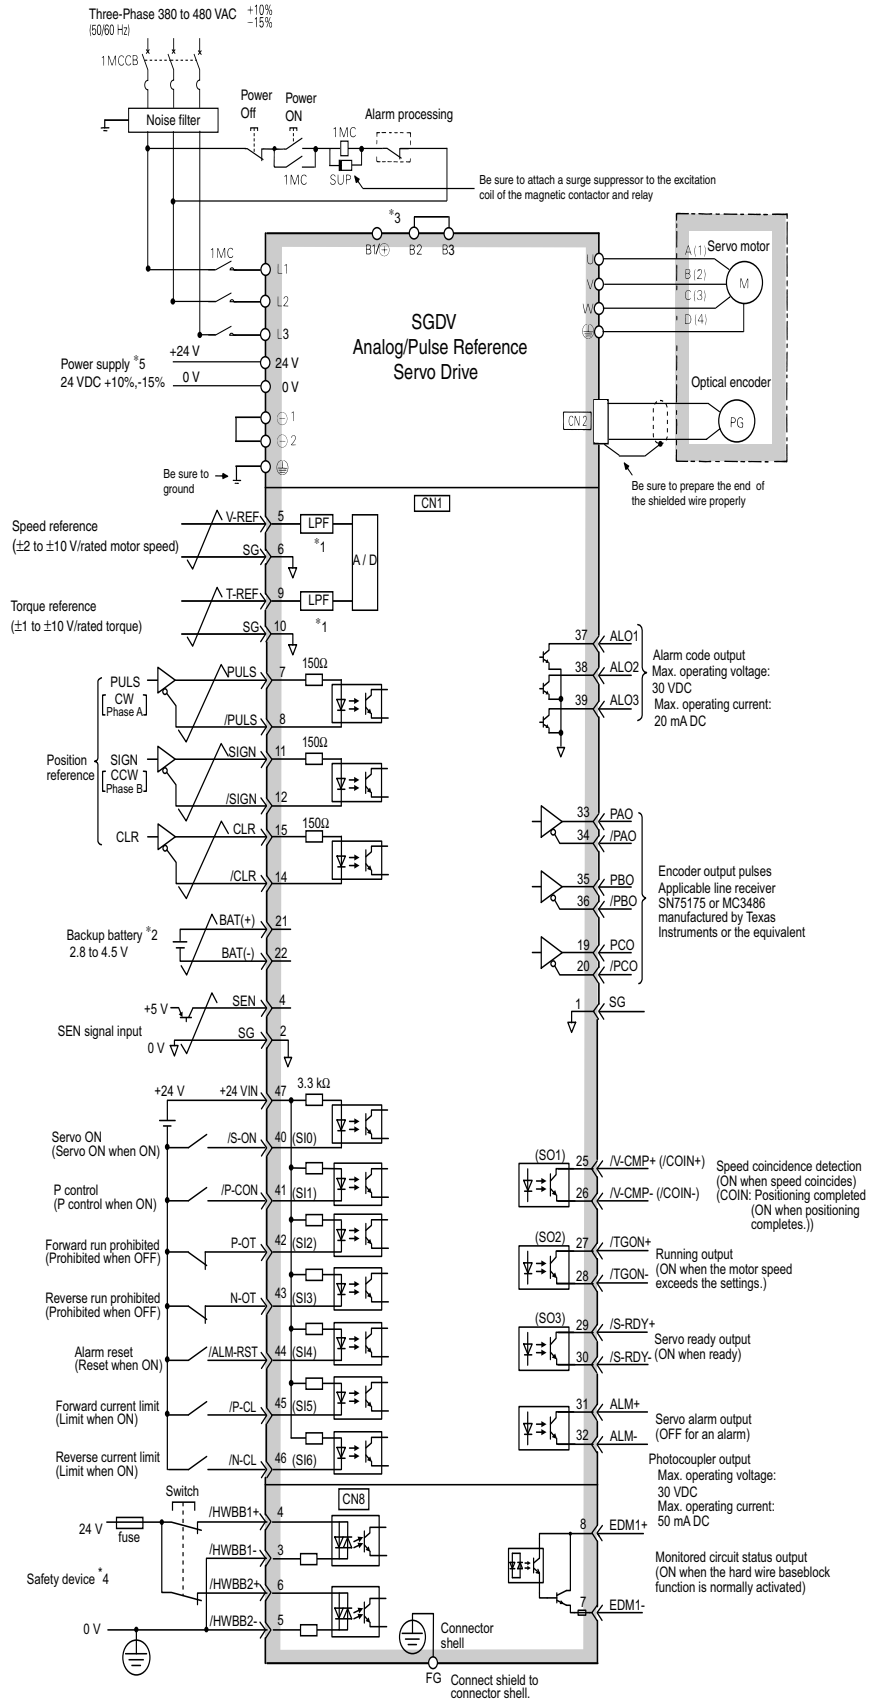 Three-Phase 380 to 480 VAC +10% −15%
(50/60 Hz)
1MCCB
Noise filter
Power Off
Power ON
1MC
1MC
SUP
Alarm processing
Be sure to attach a surge suppressor to the excitation
coil of the magnetic contactor and relay
*3
B1/⊕ B2 B3
1MC
L1
L2
L3
Power supply *5
24 VDC +10%,-15%
+24 V
24 V
0 V
0 V
⊖ 1
⊖ 2
Be sure to
ground
SGDV
Analog/Pulse Reference
Servo Drive
U
V
W
A (1)
B (2)
C (3)
D (4)
Servo motor
M
Optical encoder
CN2
PG
Be sure to prepare the end of
the shielded wire properly
CN1
Speed reference
(±2 to ±10 V/rated motor speed)
V-REF 5 LPF
*1
SG 6
A / D
Torque reference
(±1 to ±10 V/rated torque)
T-REF 9 LPF
*1
SG 10
Position
reference
PULS
CW
Phase A
PULS 7 150Ω
/PULS 8
SIGN
CCW
Phase B
SIGN 11 150Ω
/SIGN 12
CLR
CLR 15 150Ω
/CLR 14
Backup battery *2
2.8 to 4.5 V
BAT(+) 21
BAT(-) 22
SEN signal input
+5 V
0 V
SEN 4
SG 2
+24 V
+24 VIN 47 3.3 kΩ
Servo ON
(Servo ON when ON)
/S-ON 40 (SI0)
P control
(P control when ON)
/P-CON 41 (SI1)
Forward run prohibited
(Prohibited when OFF)
P-OT 42 (SI2)
Reverse run prohibited
(Prohibited when OFF)
N-OT 43 (SI3)
Alarm reset
(Reset when ON)
/ALM-RST 44 (SI4)
Forward current limit
(Limit when ON)
/P-CL 45 (SI5)
Reverse current limit
(Limit when ON)
/N-CL 46 (SI6)
37 ALO1
38 ALO2
39 ALO3
Alarm code output
Max. operating voltage:
30 VDC
Max. operating current:
20 mA DC
33 PAO
34 /PAO
35 PBO
36 /PBO
19 PCO
20 /PCO
Encoder output pulses
Applicable line receiver
SN75175 or MC3486
manufactured by Texas
Instruments or the equivalent
1 SG
(SO1)
25 /V-CMP+ (/COIN+)
26 /V-CMP- (/COIN-)
Speed coincidence detection
(ON when speed coincides)
(COIN: Positioning completed
(ON when positioning
completes.))
(SO2)
27 /TGON+
28 /TGON-
Running output
(ON when the motor speed
exceeds the settings.)
(SO3)
29 /S-RDY+
30 /S-RDY-
Servo ready output
(ON when ready)
31 ALM+
32 ALM-
Servo alarm output
(OFF for an alarm)
Photocoupler output
Max. operating voltage:
30 VDC
Max. operating current:
50 mA DC
CN8
Switch
24 V
fuse
Safety device *4
0 V
/HWBB1+ 4
/HWBB1- 3
/HWBB2+ 6
/HWBB2- 5
8 EDM1+
7 EDM1-
Monitored circuit status output
(ON when the hard wire baseblock
function is normally activated)
Connector
shell
FG
Connect shield to
connector shell.